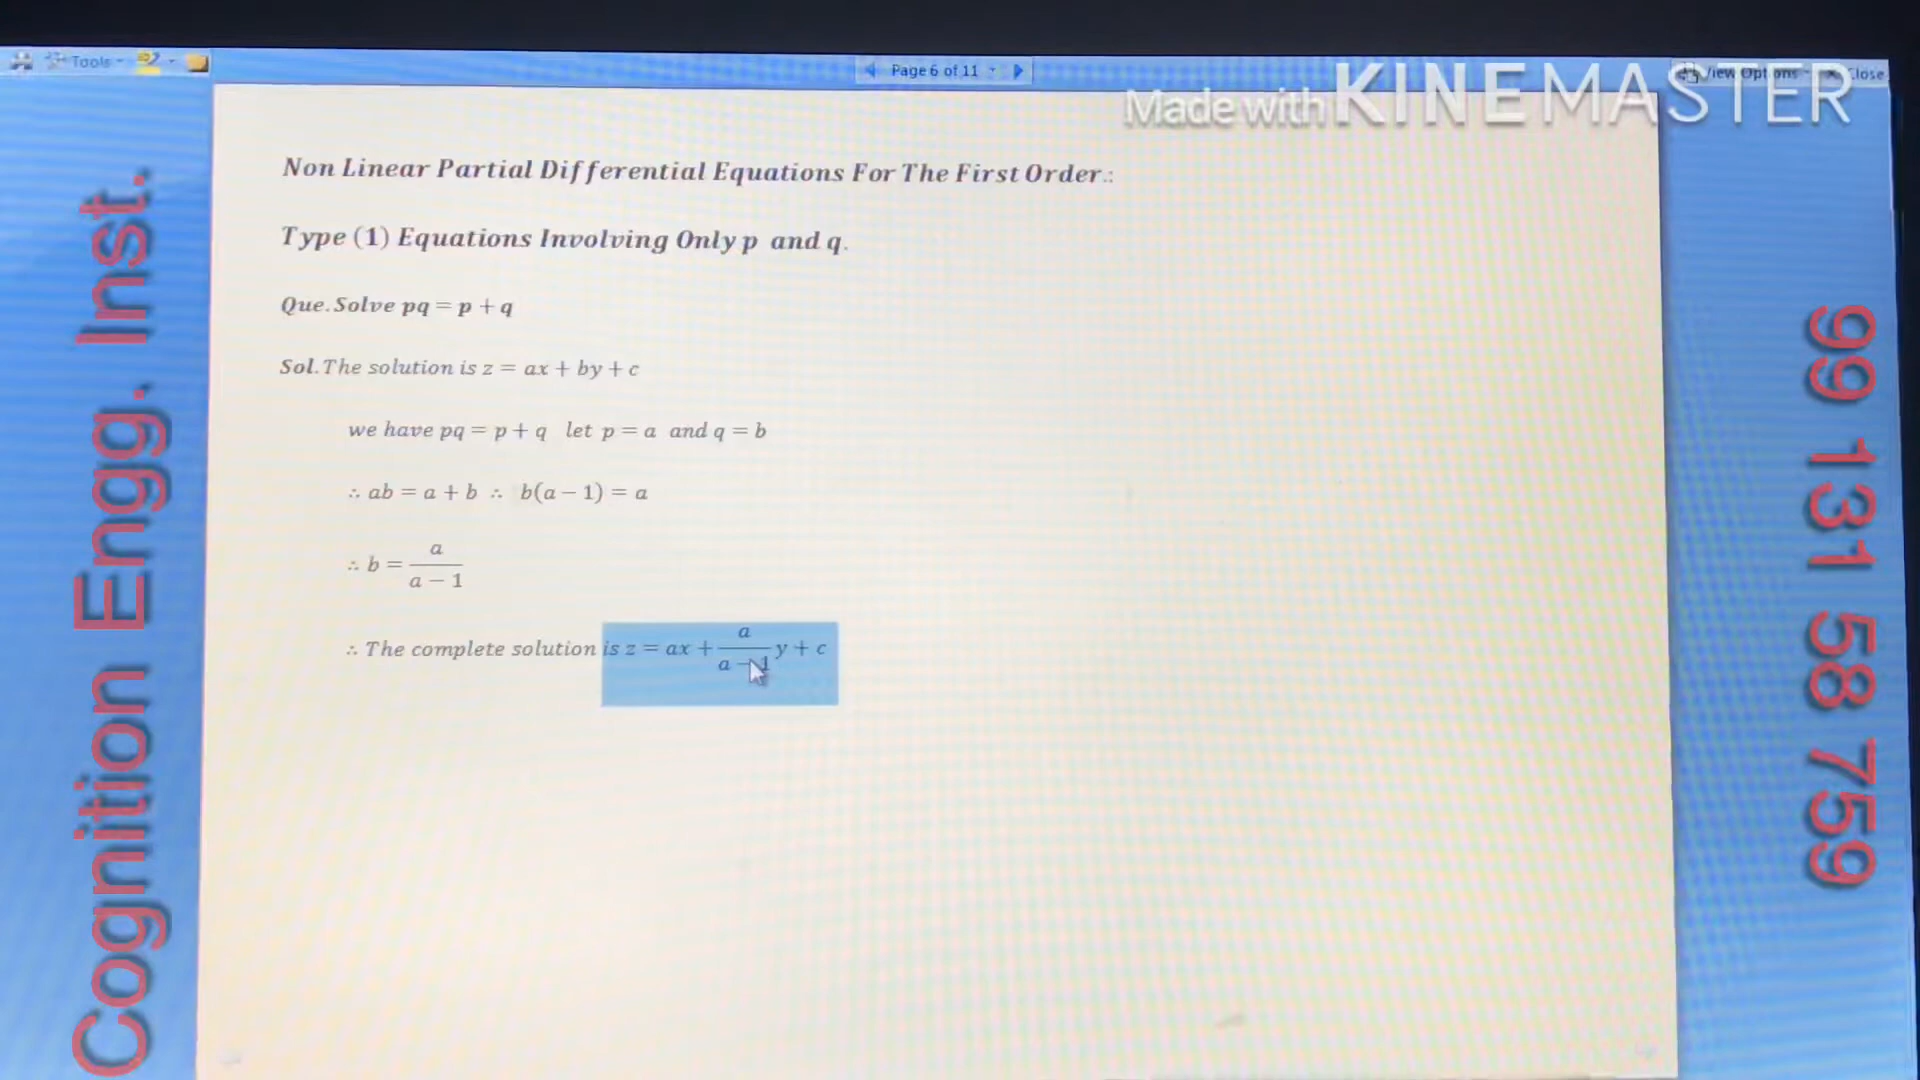 Tools
Page 6 of 11
View Options
Close
Made with KINEMASTER
Non Linear Partial Differential Equations For The First Order.:
Type (1) Equations Involving Only p and q.
Que. Solve pq = p + q
Sol. The solution is z = ax + by + c
we have pq = p + q let p = a and q = b
∴ ab = a + b ∴ b(a − 1) = a
∴ b = a / a − 1
∴ The complete solution is z = ax + a / a − 1 y + c
Cognition Engg. Inst.
99 131 58 759